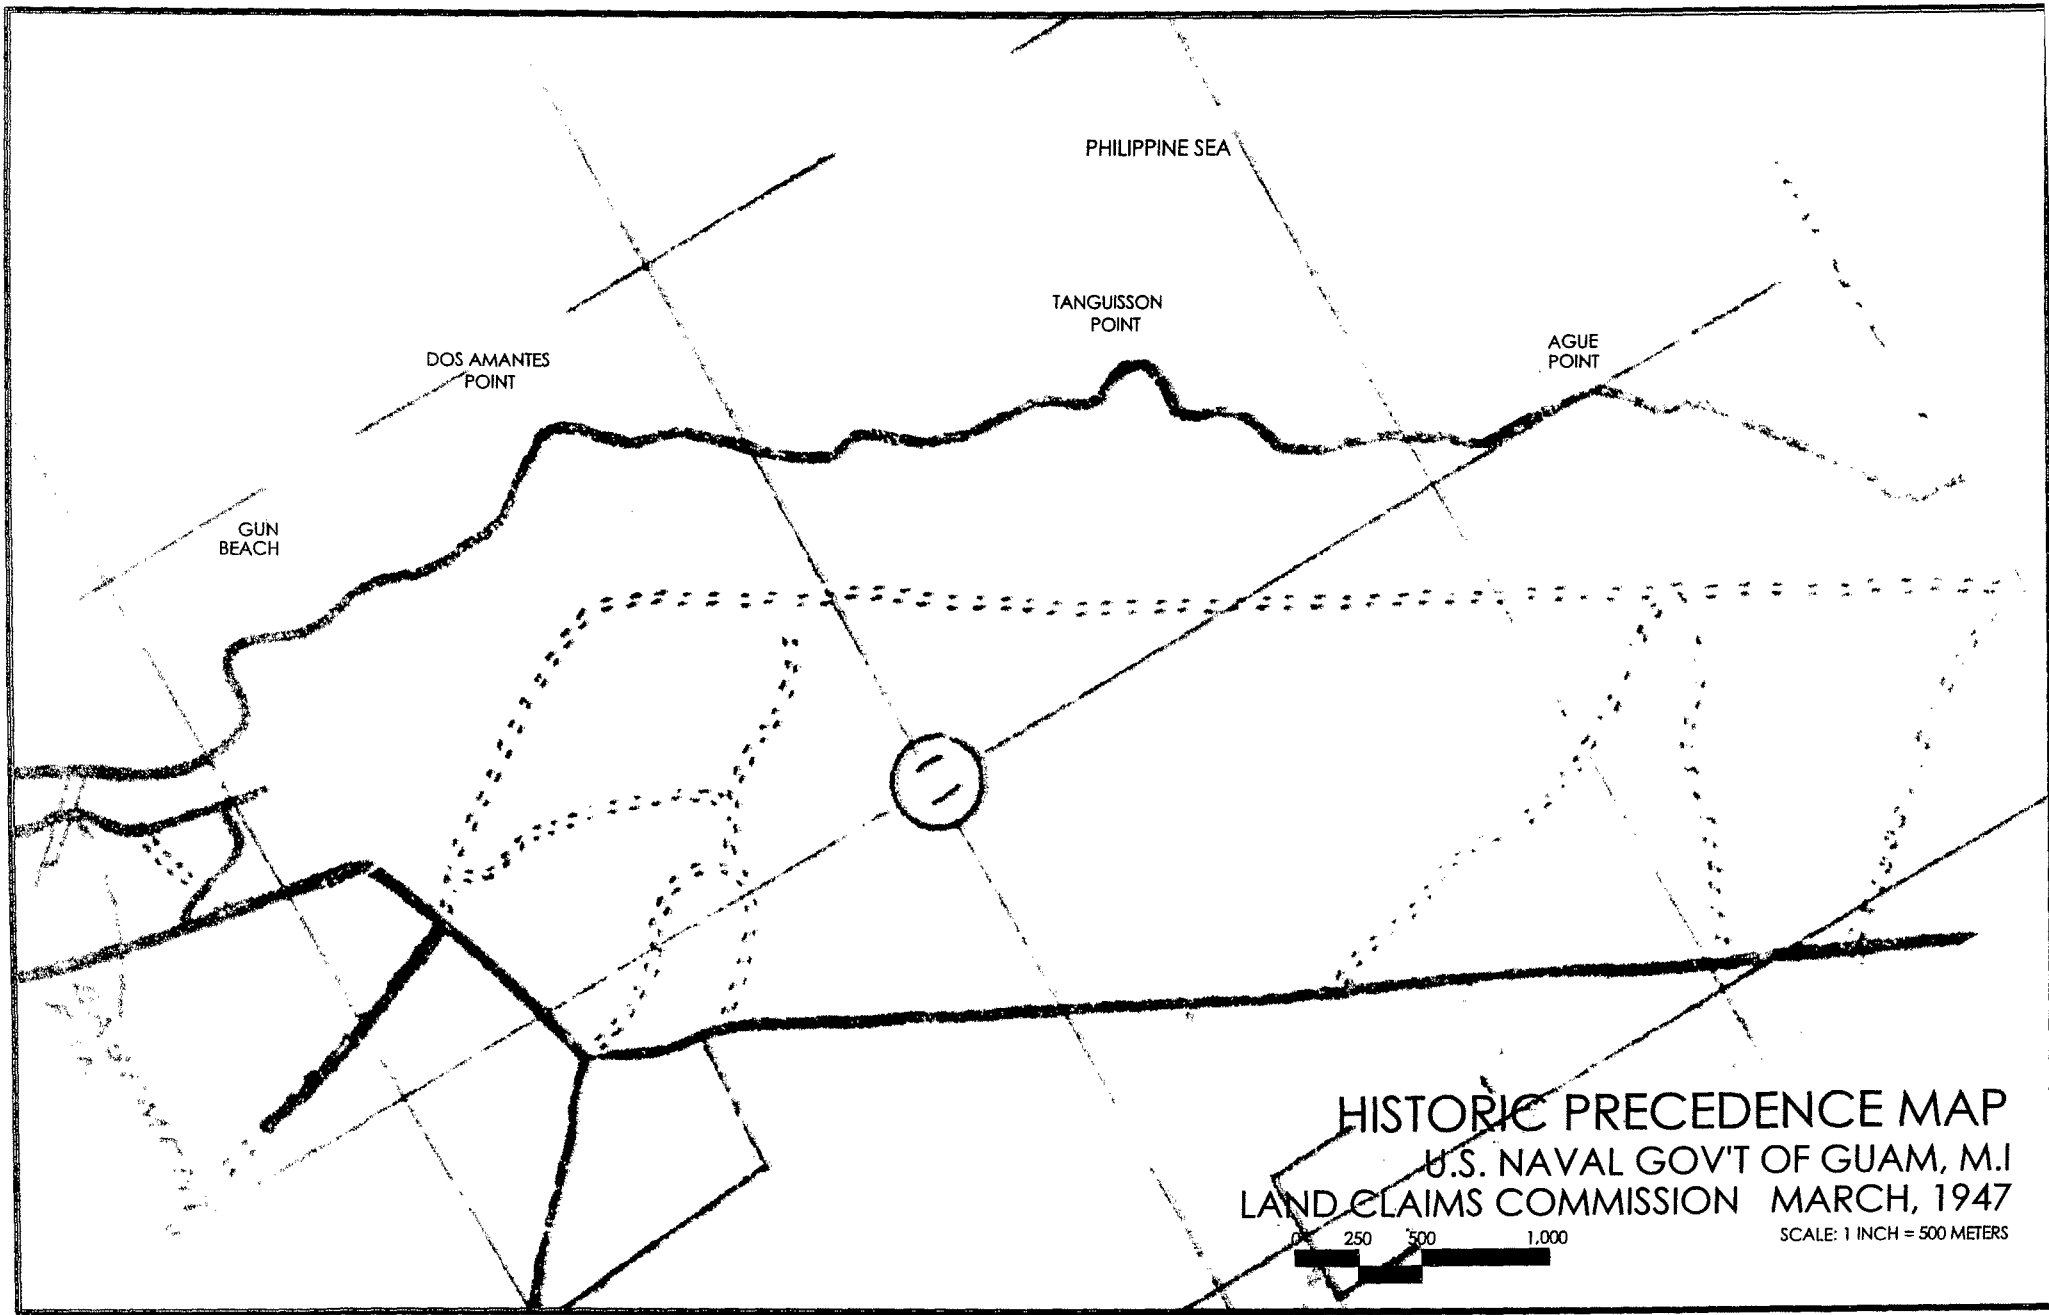 PHILIPPINE SEA
TANGUISSON
POINT
AGUE
POINT
DOS AMANTES
POINT
GUN
BEACH
HISTORIC PRECEDENCE MAP
U.S. NAVAL GOV'T OF GUAM, M.I
LAND CLAIMS COMMISSION MARCH, 1947
0 250 500 1,000
SCALE: 1 INCH = 500 METERS